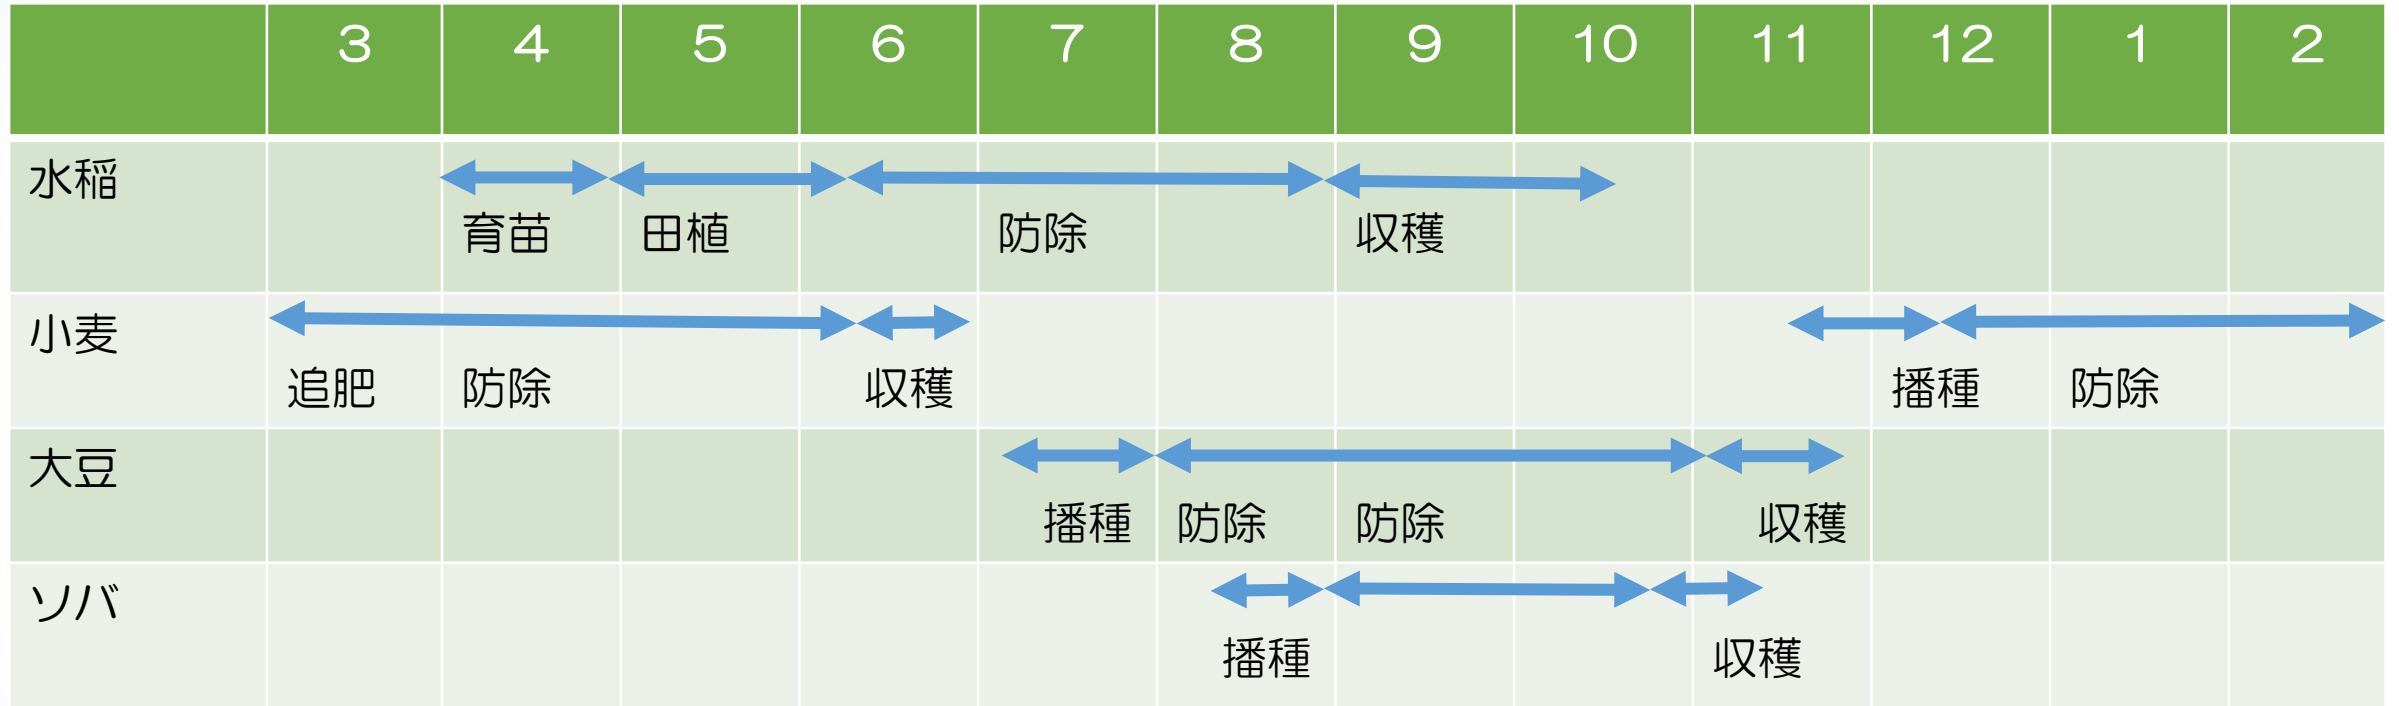 3 4 5 6 7 8 9 10 11 12 1 2
水稲
育苗 田植 防除 収穫
小麦
追肥 防除 収穫 播種 防除
大豆
播種 防除 防除 収穫
ソバ
播種 収穫